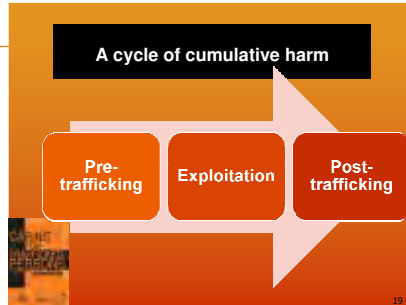 A cycle of cumulative harm
Pre-
trafficking
Exploitation
Post-
trafficking
19